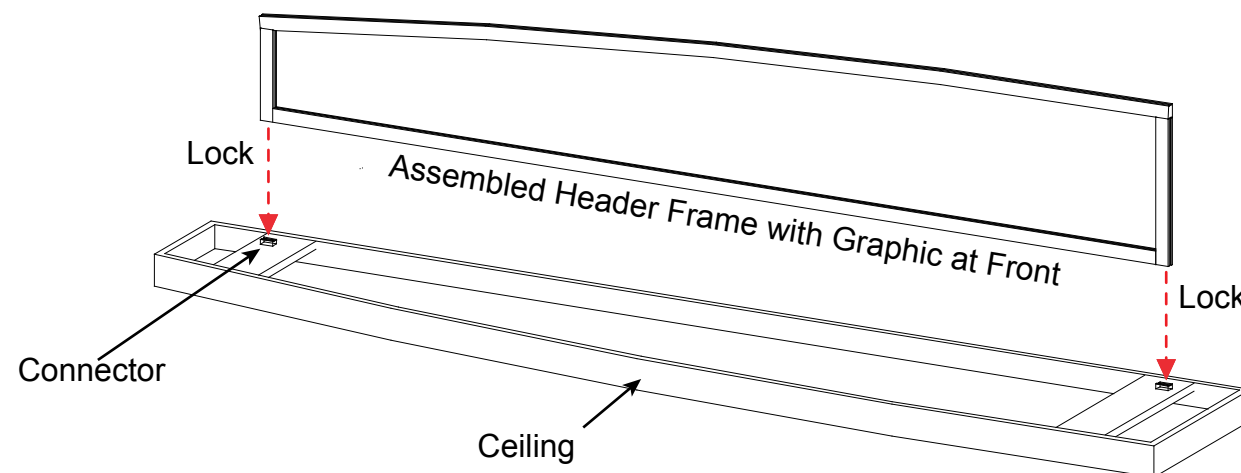 Lock
Assembled Header Frame with Graphic at Front
Lock
Connector
Ceiling